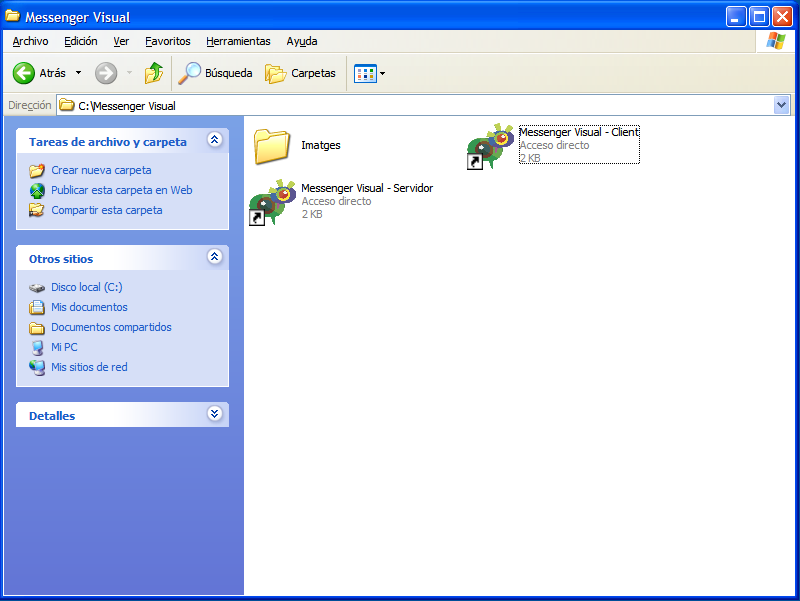 Messenger Visual
Archivo Edición Ver Favoritos Herramientas Ayuda
Atrás Búsqueda Carpetas
Dirección C:\Messenger Visual
Tareas de archivo y carpeta
Crear nueva carpeta
Publicar esta carpeta en Web
Compartir esta carpeta
Otros sitios
Disco local (C:)
Mis documentos
Documentos compartidos
Mi PC
Mis sitios de red
Detalles
Imatges
Messenger Visual - Client
Acceso directo
2 KB
Messenger Visual - Servidor
Acceso directo
2 KB